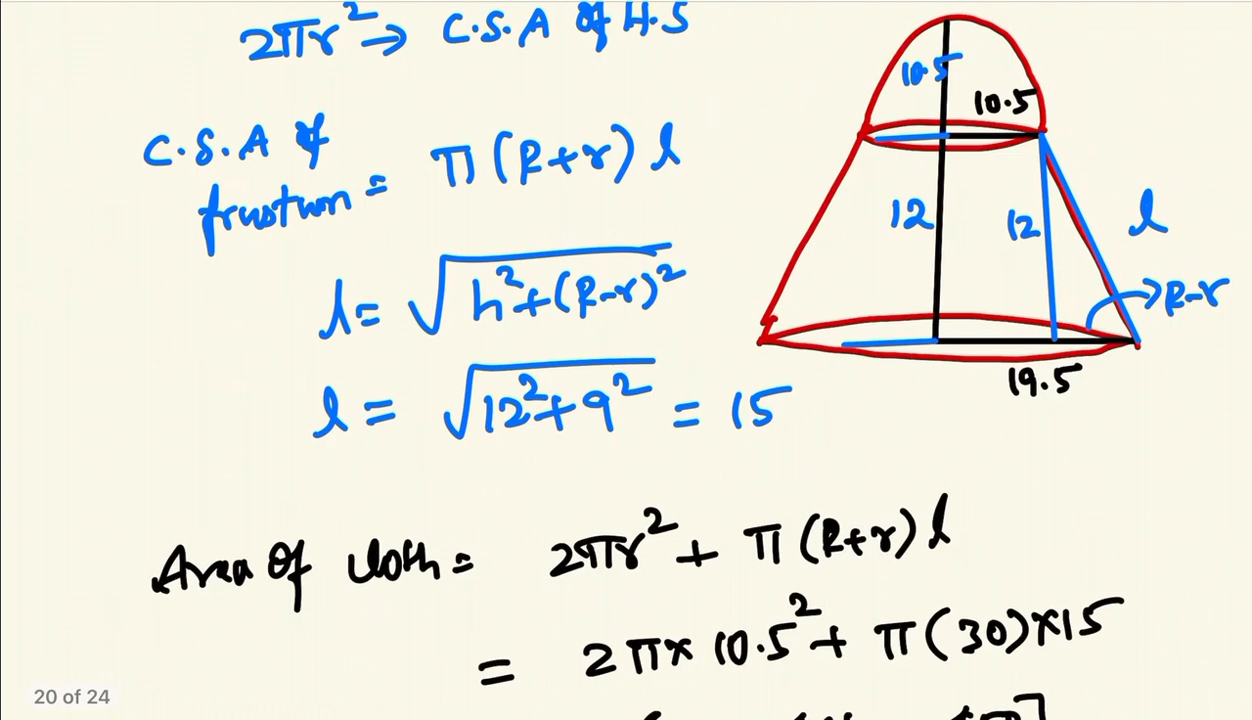 2πr² → C.S.A of H.S
C.S.A of
frustum = π(R+r)l
l = √h²+(R-r)²
l = √12²+9² = 15
10.5
10.5
12
12
l
R-r
19.5
Area of cloth = 2πr² + π(R+r)l
= 2π×10.5² + π(30)×15
20 of 24